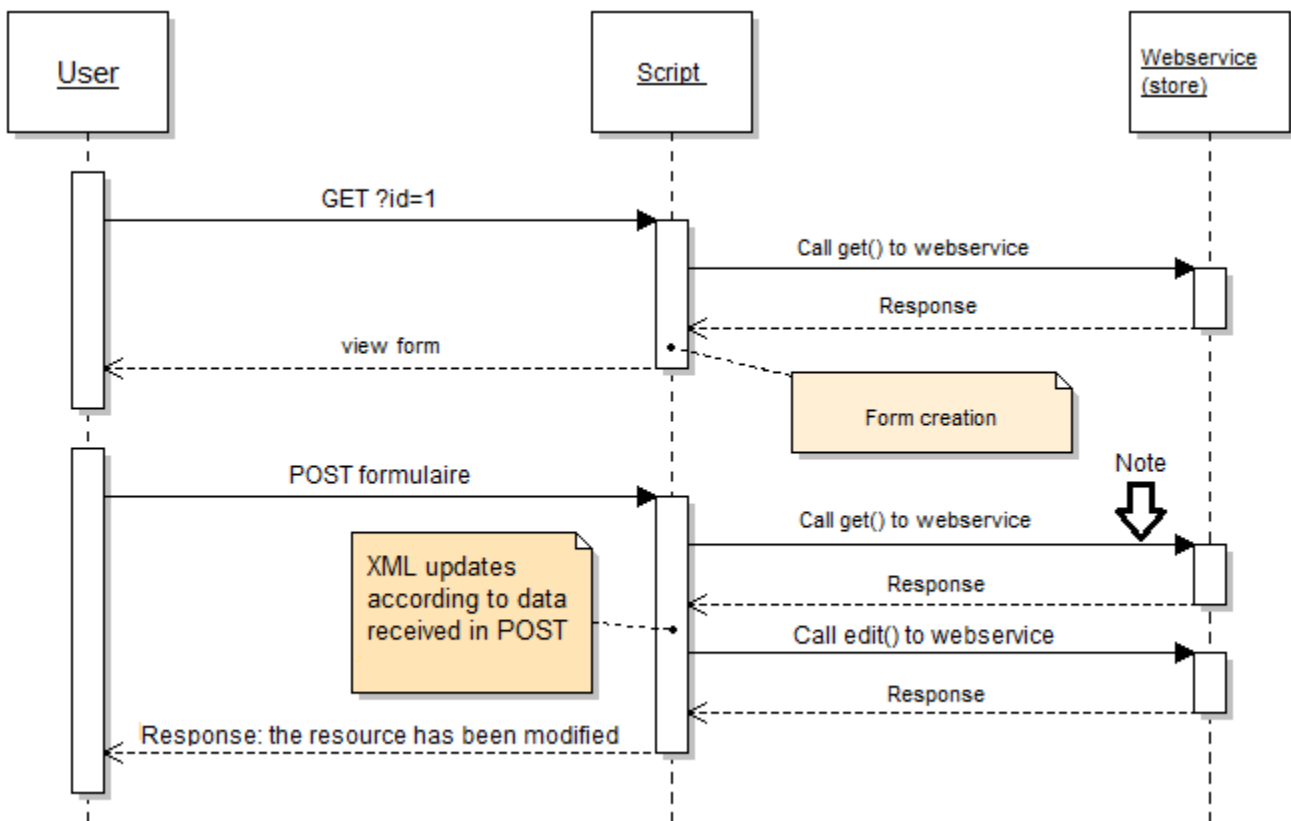 User
Script
Webservice
(store)
GET ?id=1
Call get() to webservice
Response
view form
Form creation
Note
POST formulaire
Call get() to webservice
XML updates
according to data
received in POST
Response
Call edit() to webservice
Response
Response: the resource has been modified